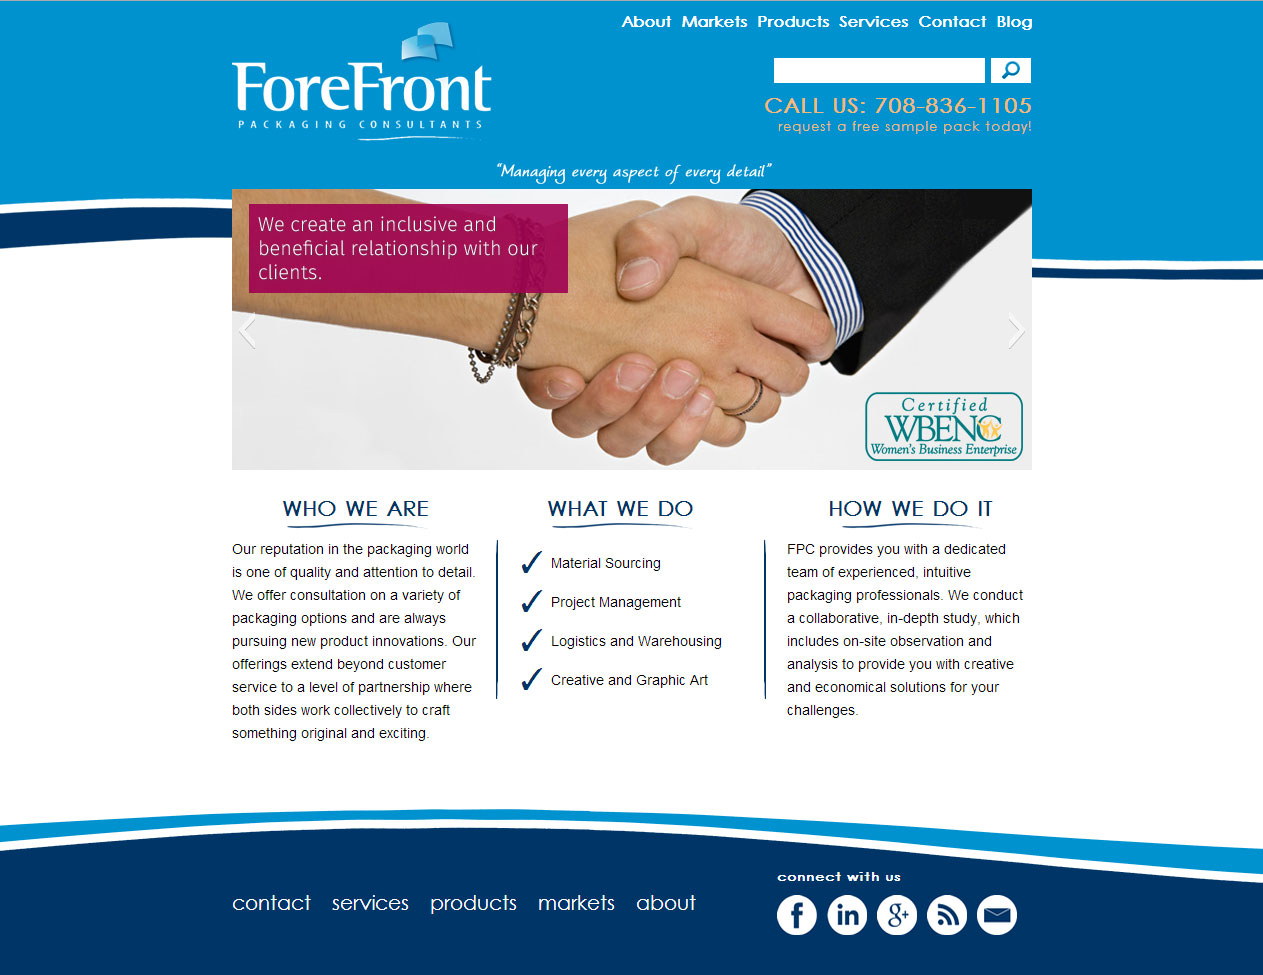 About Markets Products Services Contact Blog
ForeFront
PACKAGING CONSULTANTS
CALL US: 708-836-1105
request a free sample pack today!
"Managing every aspect of every detail"
We create an inclusive and
beneficial relationship with our
clients.
Certified
WBENC
Women's Business Enterprise
WHO WE ARE
Our reputation in the packaging world
is one of quality and attention to detail.
We offer consultation on a variety of
packaging options and are always
pursuing new product innovations. Our
offerings extend beyond customer
service to a level of partnership where
both sides work collectively to craft
something original and exciting.
WHAT WE DO
Material Sourcing
Project Management
Logistics and Warehousing
Creative and Graphic Art
HOW WE DO IT
FPC provides you with a dedicated
team of experienced, intuitive
packaging professionals. We conduct
a collaborative, in-depth study, which
includes on-site observation and
analysis to provide you with creative
and economical solutions for your
challenges.
contact services products markets about
connect with us
f in g+